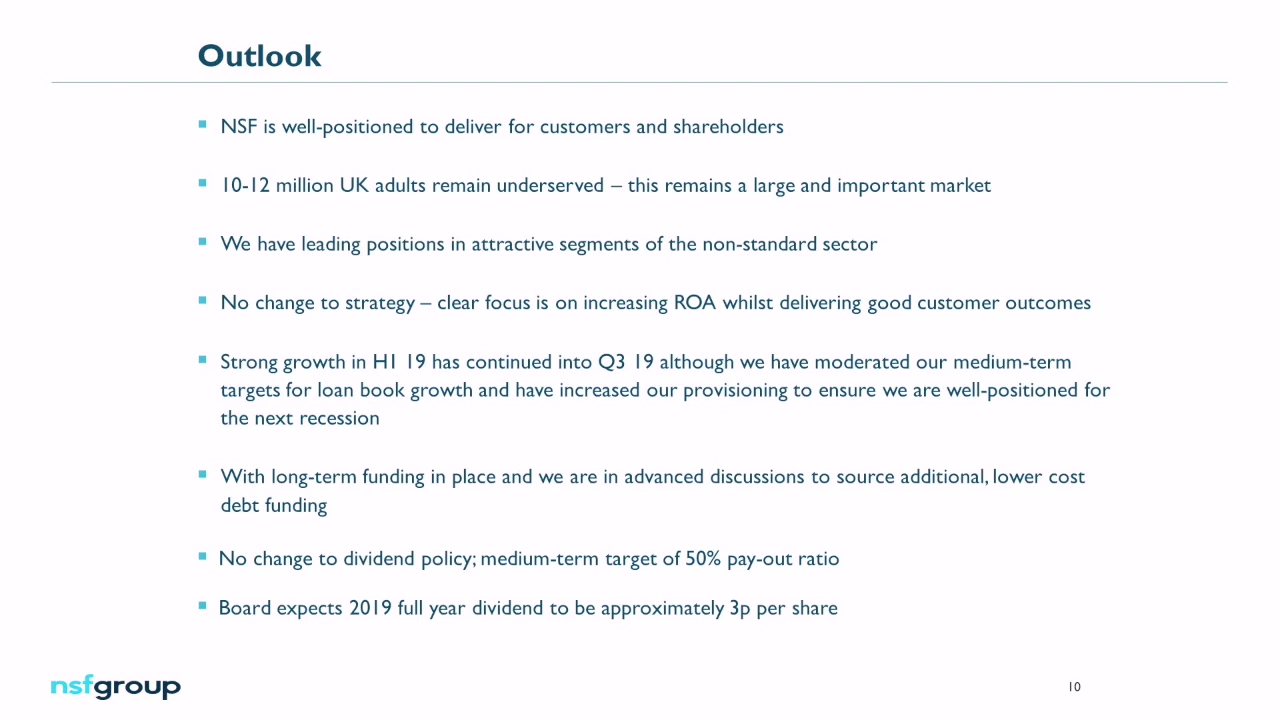 Outlook
▪ NSF is well-positioned to deliver for customers and shareholders
▪ 10-12 million UK adults remain underserved – this remains a large and important market
▪ We have leading positions in attractive segments of the non-standard sector
▪ No change to strategy – clear focus is on increasing ROA whilst delivering good customer outcomes
▪ Strong growth in H1 19 has continued into Q3 19 although we have moderated our medium-term
targets for loan book growth and have increased our provisioning to ensure we are well-positioned for
the next recession
▪ With long-term funding in place and we are in advanced discussions to source additional, lower cost
debt funding
▪ No change to dividend policy; medium-term target of 50% pay-out ratio
▪ Board expects 2019 full year dividend to be approximately 3p per share
nsfgroup
10